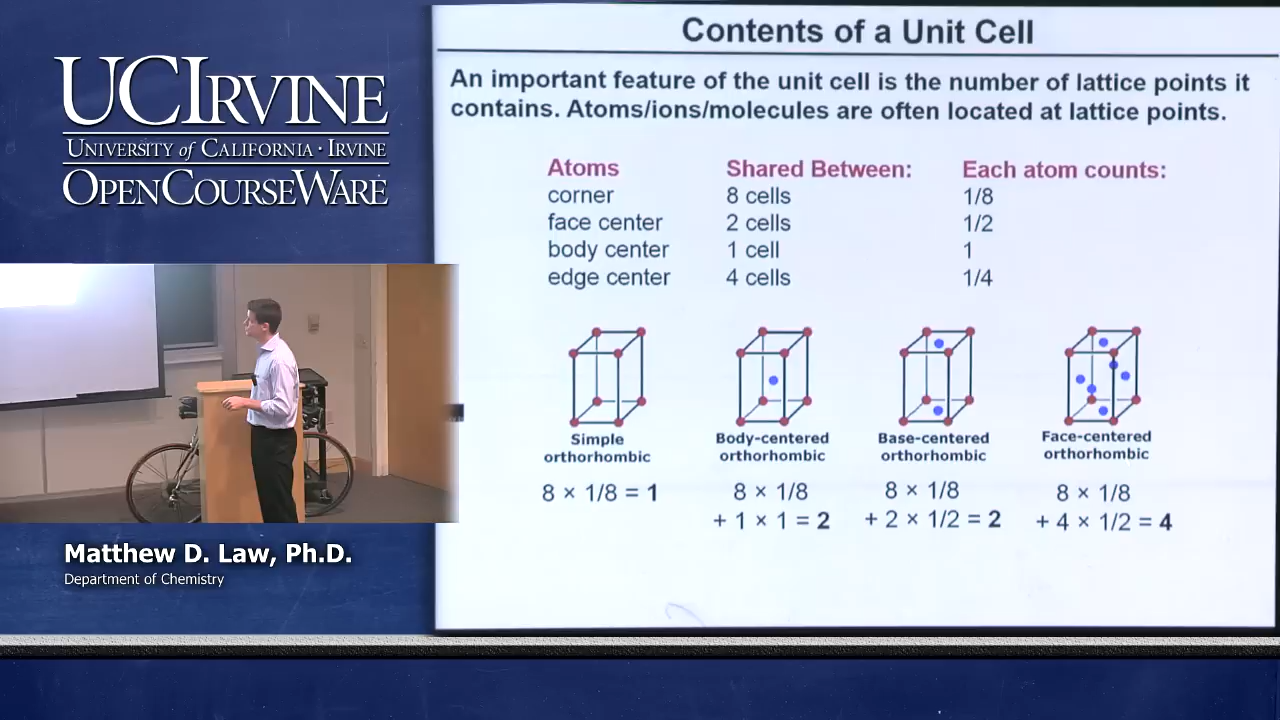 UCIRVINE
UNIVERSITY of CALIFORNIA · IRVINE
OPENCOURSEWARE
Matthew D. Law, Ph.D.
Department of Chemistry
Contents of a Unit Cell
An important feature of the unit cell is the number of lattice points it
contains. Atoms/ions/molecules are often located at lattice points.
Atoms Shared Between: Each atom counts:
corner 8 cells 1/8
face center 2 cells 1/2
body center 1 cell 1
edge center 4 cells 1/4
Simple
orthorhombic
8 × 1/8 = 1
Body-centered
orthorhombic
8 × 1/8
+ 1 × 1 = 2
Base-centered
orthorhombic
8 × 1/8
+ 2 × 1/2 = 2
Face-centered
orthorhombic
8 × 1/8
+ 4 × 1/2 = 4